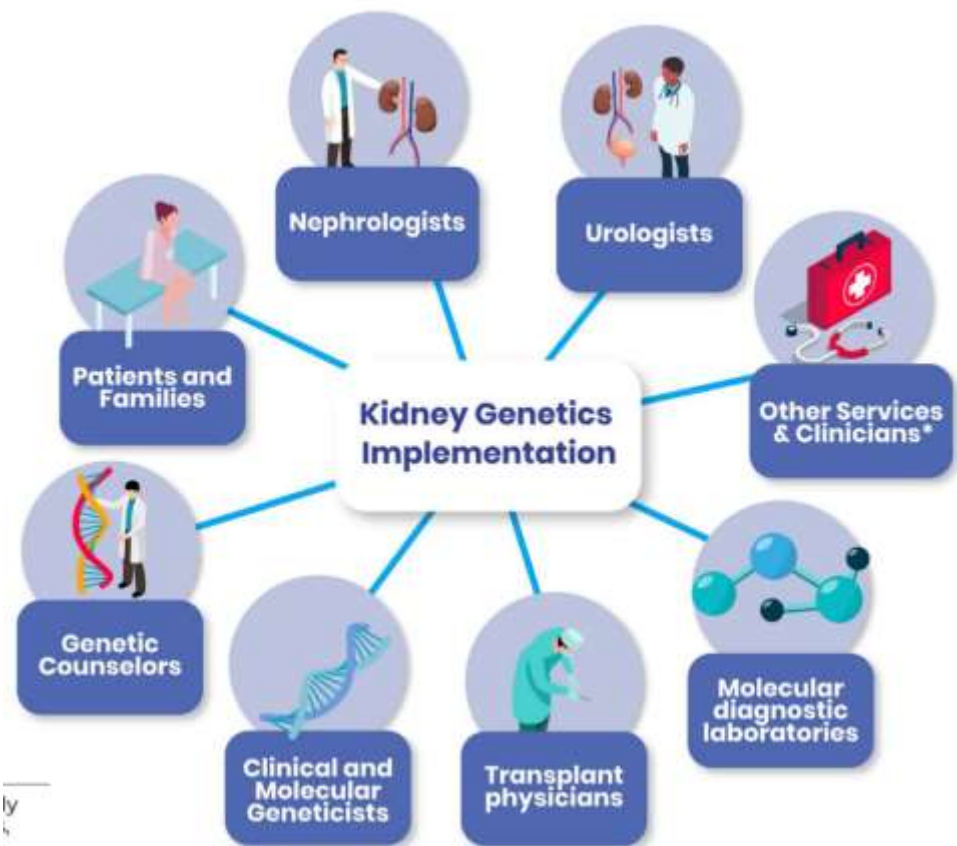 Nephrologists
Urologists
Patients and
Families
Other Services
& Clinicians*
Kidney Genetics
Implementation
Genetic
Counselors
Molecular
diagnostic
laboratories
Clinical and
Molecular
Geneticists
Transplant
physicians